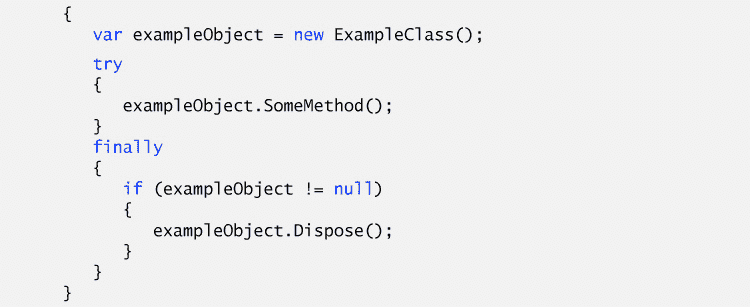 {
var exampleObject = new ExampleClass();
try
{
exampleObject.SomeMethod();
}
finally
{
if (exampleObject != null)
{
exampleObject.Dispose();
}
}
}